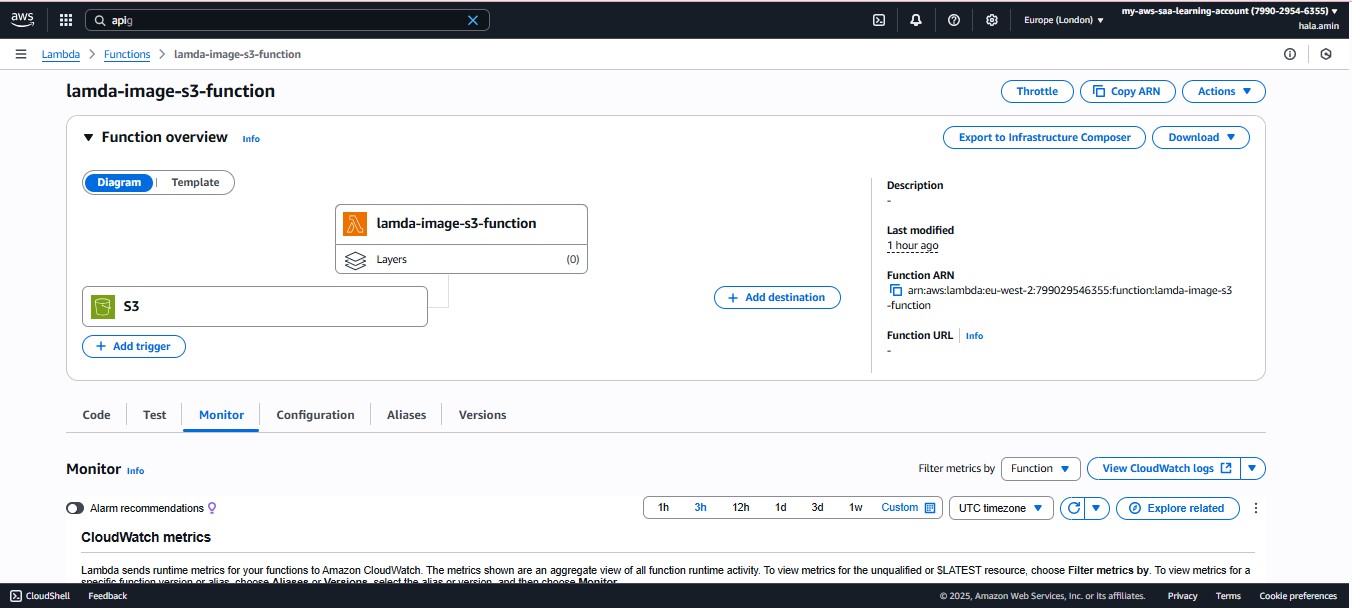 aws
apig
Europe (London)
my-aws-saa-learning-account (7990-2954-6355)
hala.amin
Lambda > Functions > lamda-image-s3-function
lamda-image-s3-function
Throttle
Copy ARN
Actions
Function overview
Info
Export to Infrastructure Composer
Download
Diagram
Template
lamda-image-s3-function
Layers
(0)
S3
+ Add trigger
+ Add destination
Description
-
Last modified
1 hour ago
Function ARN
arn:aws:lambda:eu-west-2:799029546355:function:lamda-image-s3
-function
Function URL | Info
-
Code
Test
Monitor
Configuration
Aliases
Versions
Monitor Info
Filter metrics by
Function
View CloudWatch logs
Alarm recommendations
1h
3h
12h
1d
3d
1w
Custom
UTC timezone
Explore related
CloudWatch metrics
Lambda sends runtime metrics for your functions to Amazon CloudWatch. The metrics shown are an aggregate view of all function runtime activity. To view metrics for the unqualified or $LATEST resource, choose Filter metrics by. To view metrics for a
specific function version or alias, choose Aliases or Versions, select the alias or version, and then choose Monitor.
CloudShell
Feedback
© 2025, Amazon Web Services, Inc. or its affiliates.
Privacy
Terms
Cookie preferences